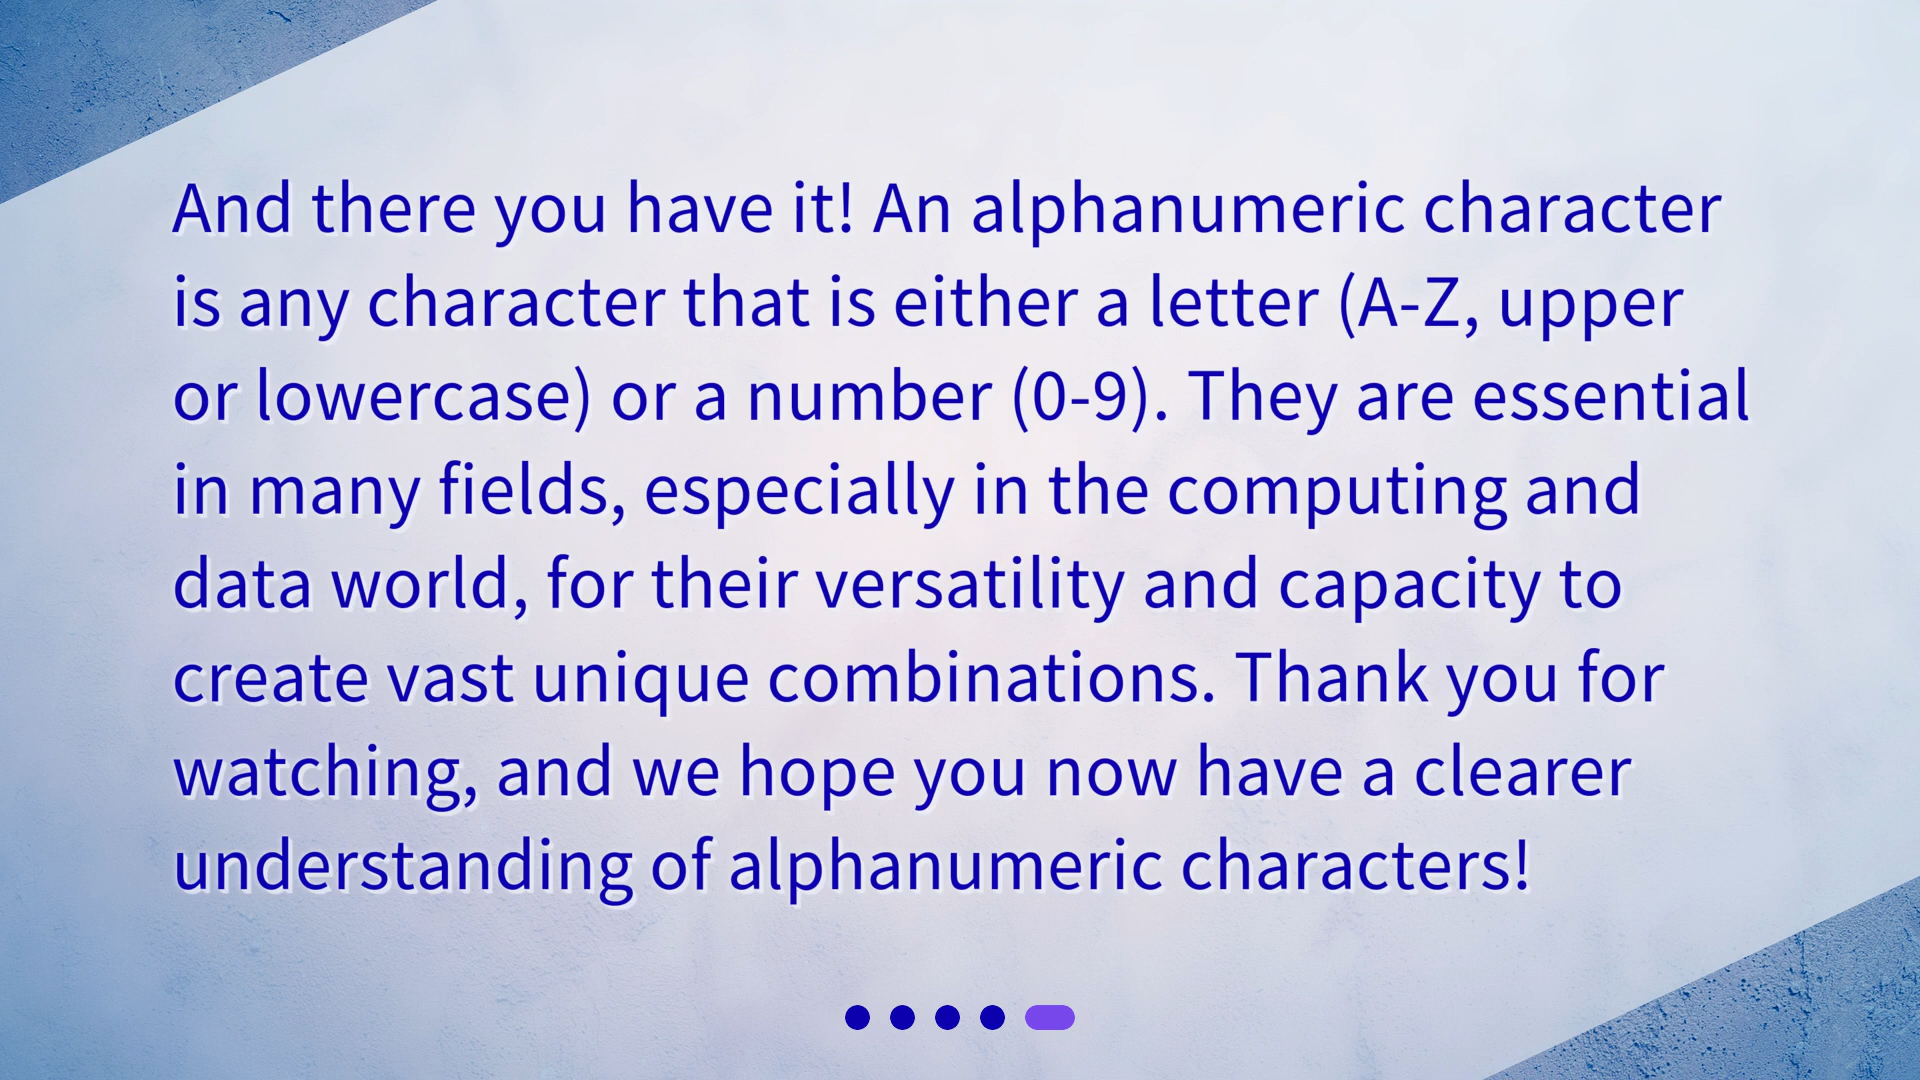 And there you have it! An alphanumeric character
is any character that is either a letter (A-Z, upper
or lowercase) or a number (0-9). They are essential
in many fields, especially in the computing and
data world, for their versatility and capacity to
create vast unique combinations. Thank you for
watching, and we hope you now have a clearer
understanding of alphanumeric characters!